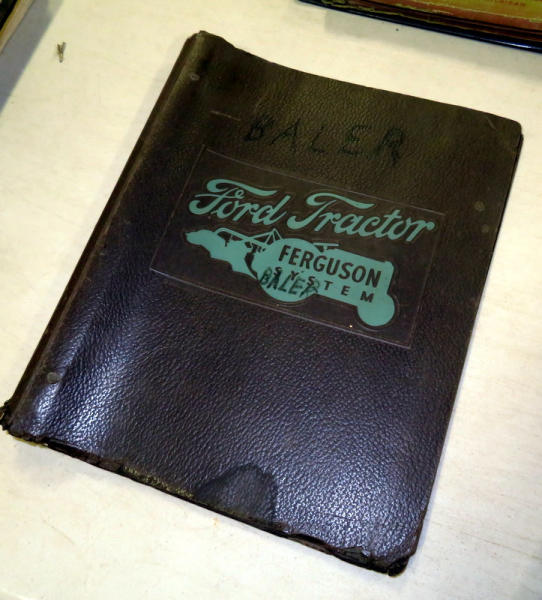 BALER
Ford Tractor
FERGUSON
SYSTEM
BALER